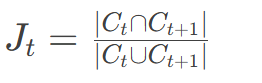 J_t = |C_t∩C_{t+1}| / |C_t∪C_{t+1}|